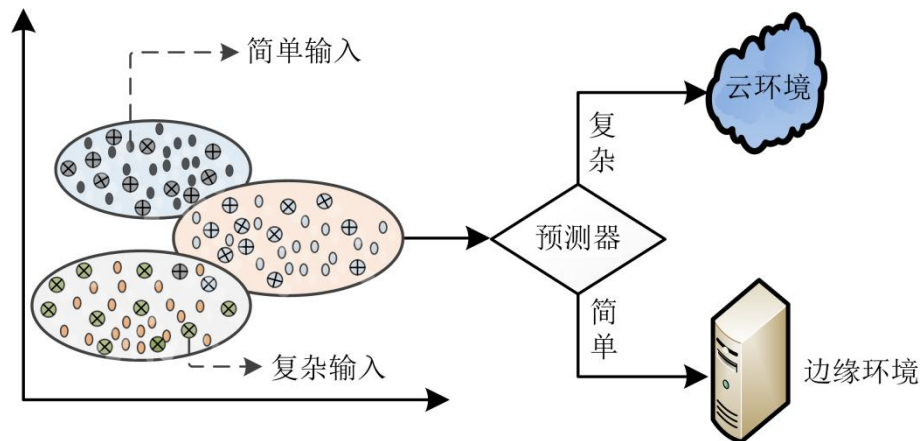 简单输入
云环境
复杂
预测器
简单
边缘环境
复杂输入